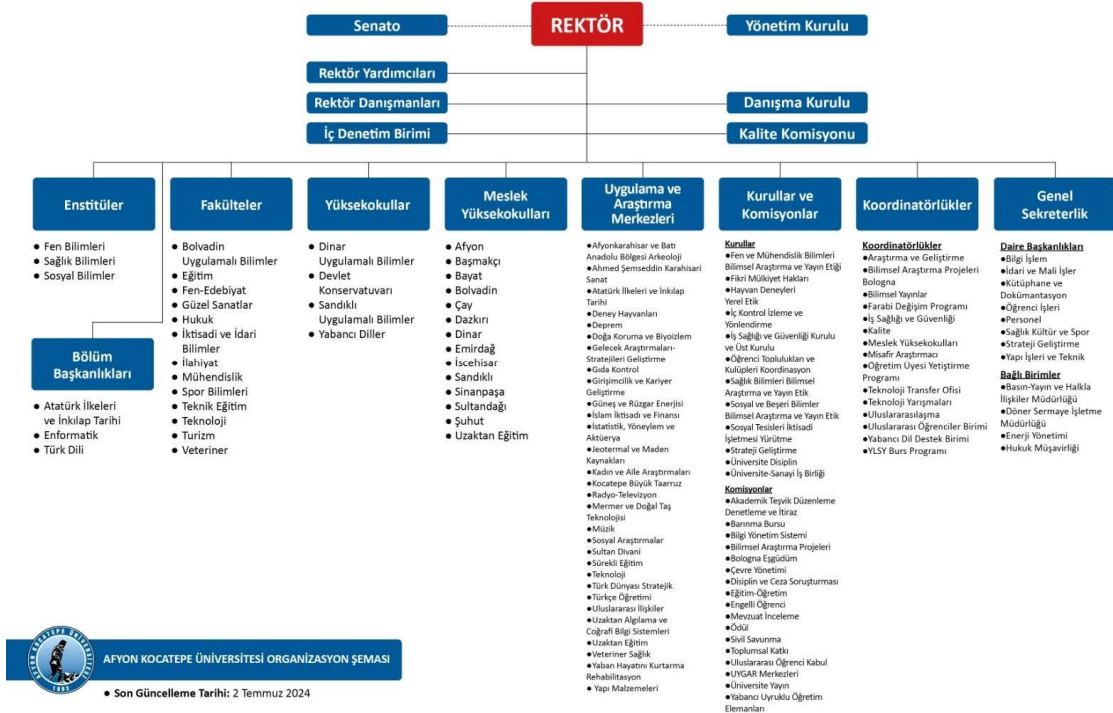 Senato
REKTÖR
Yönetim Kurulu
Rektör Yardımcıları
Rektör Danışmanları
Danışma Kurulu
İç Denetim Birimi
Kalite Komisyonu
Enstitüler
● Fen Bilimleri
● Sağlık Bilimleri
● Sosyal Bilimler
Bölüm
Başkanlıkları
● Atatürk İlkeleri
ve İnkılap Tarihi
● Enformatik
● Türk Dili
Fakülteler
● Bolvadin
Uygulamalı Bilimler
● Eğitim
● Fen-Edebiyat
● Güzel Sanatlar
● Hukuk
● İktisadi ve İdari
Bilimler
● İlahiyat
● Mühendislik
● Spor Bilimleri
● Teknik Eğitim
● Teknoloji
● Turizm
● Veteriner
Yüksekokullar
● Dinar
Uygulamalı Bilimler
● Devlet
Konservatuvarı
● Sandıklı
Uygulamalı Bilimler
● Yabancı Diller
Meslek
Yüksekokulları
● Afyon
● Başmakçı
● Bayat
● Bolvadin
● Çay
● Dazkırı
● Dinar
● Emirdağ
● İscehisar
● Sandıklı
● Sinanpaşa
● Sultandağı
● Şuhut
● Uzaktan Eğitim
Uygulama ve
Araştırma
Merkezleri
●Afyonkarahisar ve Batı
Anadolu Bölgesi Arkeoloji
●Ahmed Şemseddin Karahisari
Sanat
●Atatürk İlkeleri ve İnkılap
Tarihi
●Deney Hayvanları
●Deprem
●Doğa Koruma ve Biyoizlem
●Gelecek Araştırmaları-
Stratejileri Geliştirme
●Gıda Kontrol
●Girişimcilik ve Kariyer
Geliştirme
●Güneş ve Rüzgar Enerjisi
●İslam İktisadı ve Finansı
●İstatistik, Yöneylem ve
Aktüerya
●Jeotermal ve Maden
Kaynakları
●Kadın ve Aile Araştırmaları
●Kocatepe Büyük Taarruz
●Radyo-Televizyon
●Mermer ve Doğal Taş
Teknolojisi
●Müzik
●Sosyal Araştırmalar
●Sultan Divani
●Sürekli Eğitim
●Teknoloji
●Türk Dünyası Stratejik
●Türkçe Öğretimi
●Uluslararası İlişkiler
●Uzaktan Algılama ve
Coğrafi Bilgi Sistemleri
●Uzaktan Eğitim
●Veteriner Sağlık
●Yaban Hayatını Kurtarma
Rehabilitasyon
● Yapı Malzemeleri
Kurullar ve
Komisyonlar
Kurullar
●Fen ve Mühendislik Bilimleri
Bilimsel Araştırma ve Yayın Etiği
●Fikri Mülkiyet Hakları
●Hayvan Deneyleri
Yerel Etik
●İç Kontrol İzleme ve
Yönlendirme
●İş Sağlığı ve Güvenliği Kurulu
ve Üst Kurulu
●Öğrenci Toplulukları ve
Kulüpleri Koordinasyon
●Sağlık Bilimleri Bilimsel
Araştırma ve Yayın Etik
●Sosyal ve Beşeri Bilimler
Bilimsel Araştırma ve Yayın Etik
●Sosyal Tesisleri İktisadi
İşletmesi Yürütme
●Strateji Geliştirme
●Üniversite Disiplin
●Üniversite-Sanayi İş Birliği
Komisyonlar
●Akademik Teşvik Düzenleme
Denetleme ve İtiraz
●Barınma Bursu
●Bilgi Yönetim Sistemi
●Bilimsel Araştırma Projeleri
●Bologna Eşgüdüm
●Çevre Yönetimi
●Disiplin ve Ceza Soruşturması
●Eğitim-Öğretim
●Engelli Öğrenci
●Mevzuat İnceleme
●Ödül
●Sivil Savunma
●Toplumsal Katkı
●Uluslararası Öğrenci Kabul
●UYGAR Merkezleri
●Üniversite Yayın
●Yabancı Uyruklu Öğretim
Elemanları
Koordinatörlükler
Koordinatörlükler
●Araştırma ve Geliştirme
●Bilimsel Araştırma Projeleri
Bologna
●Bilimsel Yayınlar
●Farabi Değişim Programı
●İş Sağlığı ve Güvenliği
●Kalite
●Meslek Yüksekokulları
●Misafir Araştırmacı
●Öğretim Üyesi Yetiştirme
Programı
●Teknoloji Transfer Ofisi
●Teknoloji Yarışmaları
●Uluslararasılaşma
●Uluslararası Öğrenciler Birimi
●Yabancı Dil Destek Birimi
●YLSY Burs Programı
Genel
Sekreterlik
Daire Başkanlıkları
●Bilgi İşlem
●İdari ve Mali İşler
●Kütüphane ve
Dokümantasyon
●Öğrenci İşleri
●Personel
●Sağlık Kültür ve Spor
●Strateji Geliştirme
●Yapı İşleri ve Teknik
Bağlı Birimler
●Basın-Yayın ve Halkla
İlişkiler Müdürlüğü
●Döner Sermaye İşletme
Müdürlüğü
●Enerji Yönetimi
●Hukuk Müşavirliği
AFYON KOCATEPE ÜNİVERSİTESİ
1992
AFYON KOCATEPE ÜNİVERSİTESİ ORGANİZASYON ŞEMASI
● Son Güncelleme Tarihi: 2 Temmuz 2024